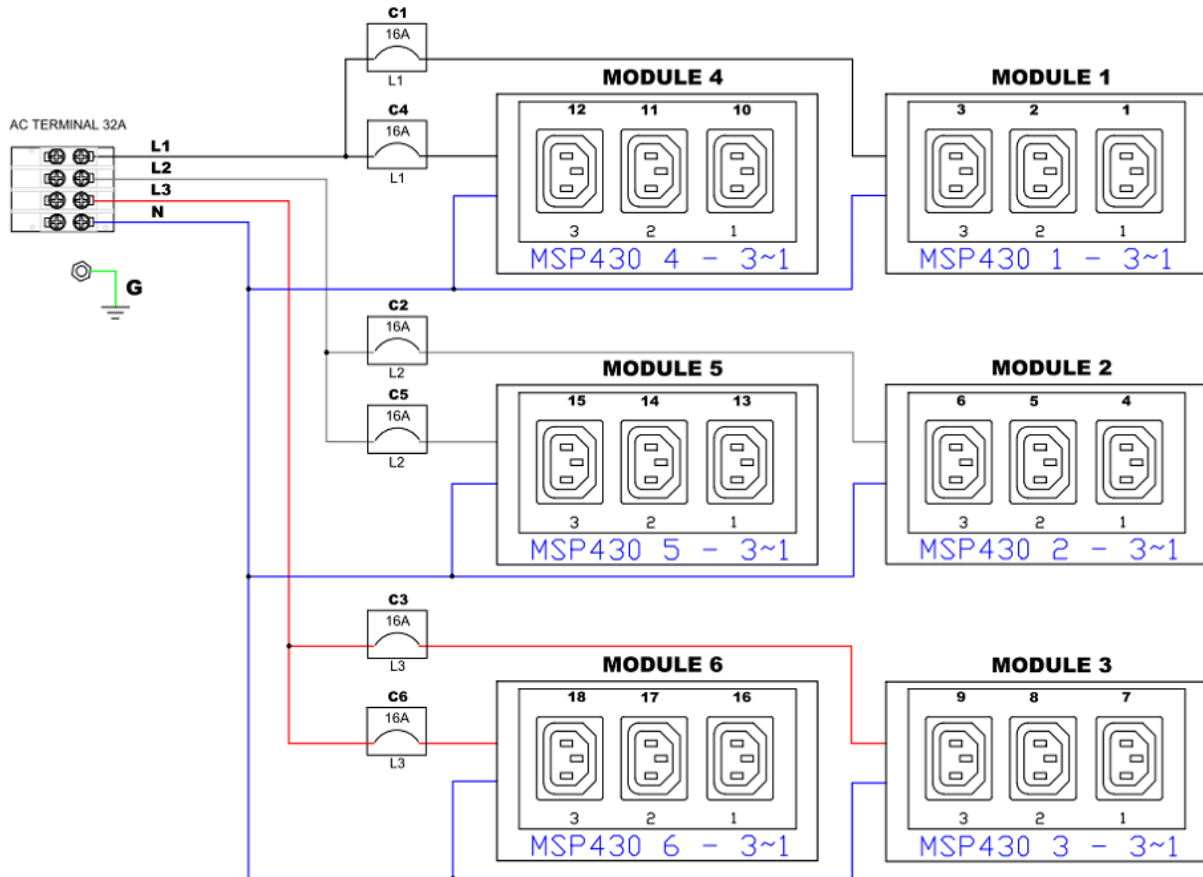 C1
16A
L1
MODULE 4
MODULE 1
C4
16A
L1
12 11 10
3 2 1
AC TERMINAL 32A
L1
L2
L3
N
G
3 2 1
MSP430 4 - 3~1
3 2 1
MSP430 1 - 3~1
C2
16A
L2
MODULE 5
MODULE 2
C5
16A
L2
15 14 13
6 5 4
3 2 1
MSP430 5 - 3~1
3 2 1
MSP430 2 - 3~1
C3
16A
L3
MODULE 6
MODULE 3
C6
16A
L3
18 17 16
9 8 7
3 2 1
MSP430 6 - 3~1
3 2 1
MSP430 3 - 3~1